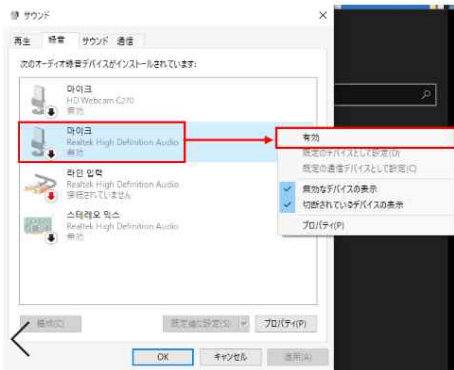 サウンド
再生 録音 サウンド 通信
次のオーディオ録音デバイスがインストールされています:
마이크
HD Webcam C270
無効
마이크
Realtek High Definition Audio
無効
라인 입력
Realtek High Definition Audio
接続されていません
스테레오 믹스
Realtek High Definition Audio
無効
有効
既定のデバイスとして設定(D)
既定の通信デバイスとして設定(C)
無効なデバイスの表示
切断されているデバイスの表示
プロパティ(P)
構成(C) 既定値に設定(S) プロパティ(P)
OK キャンセル 適用(A)